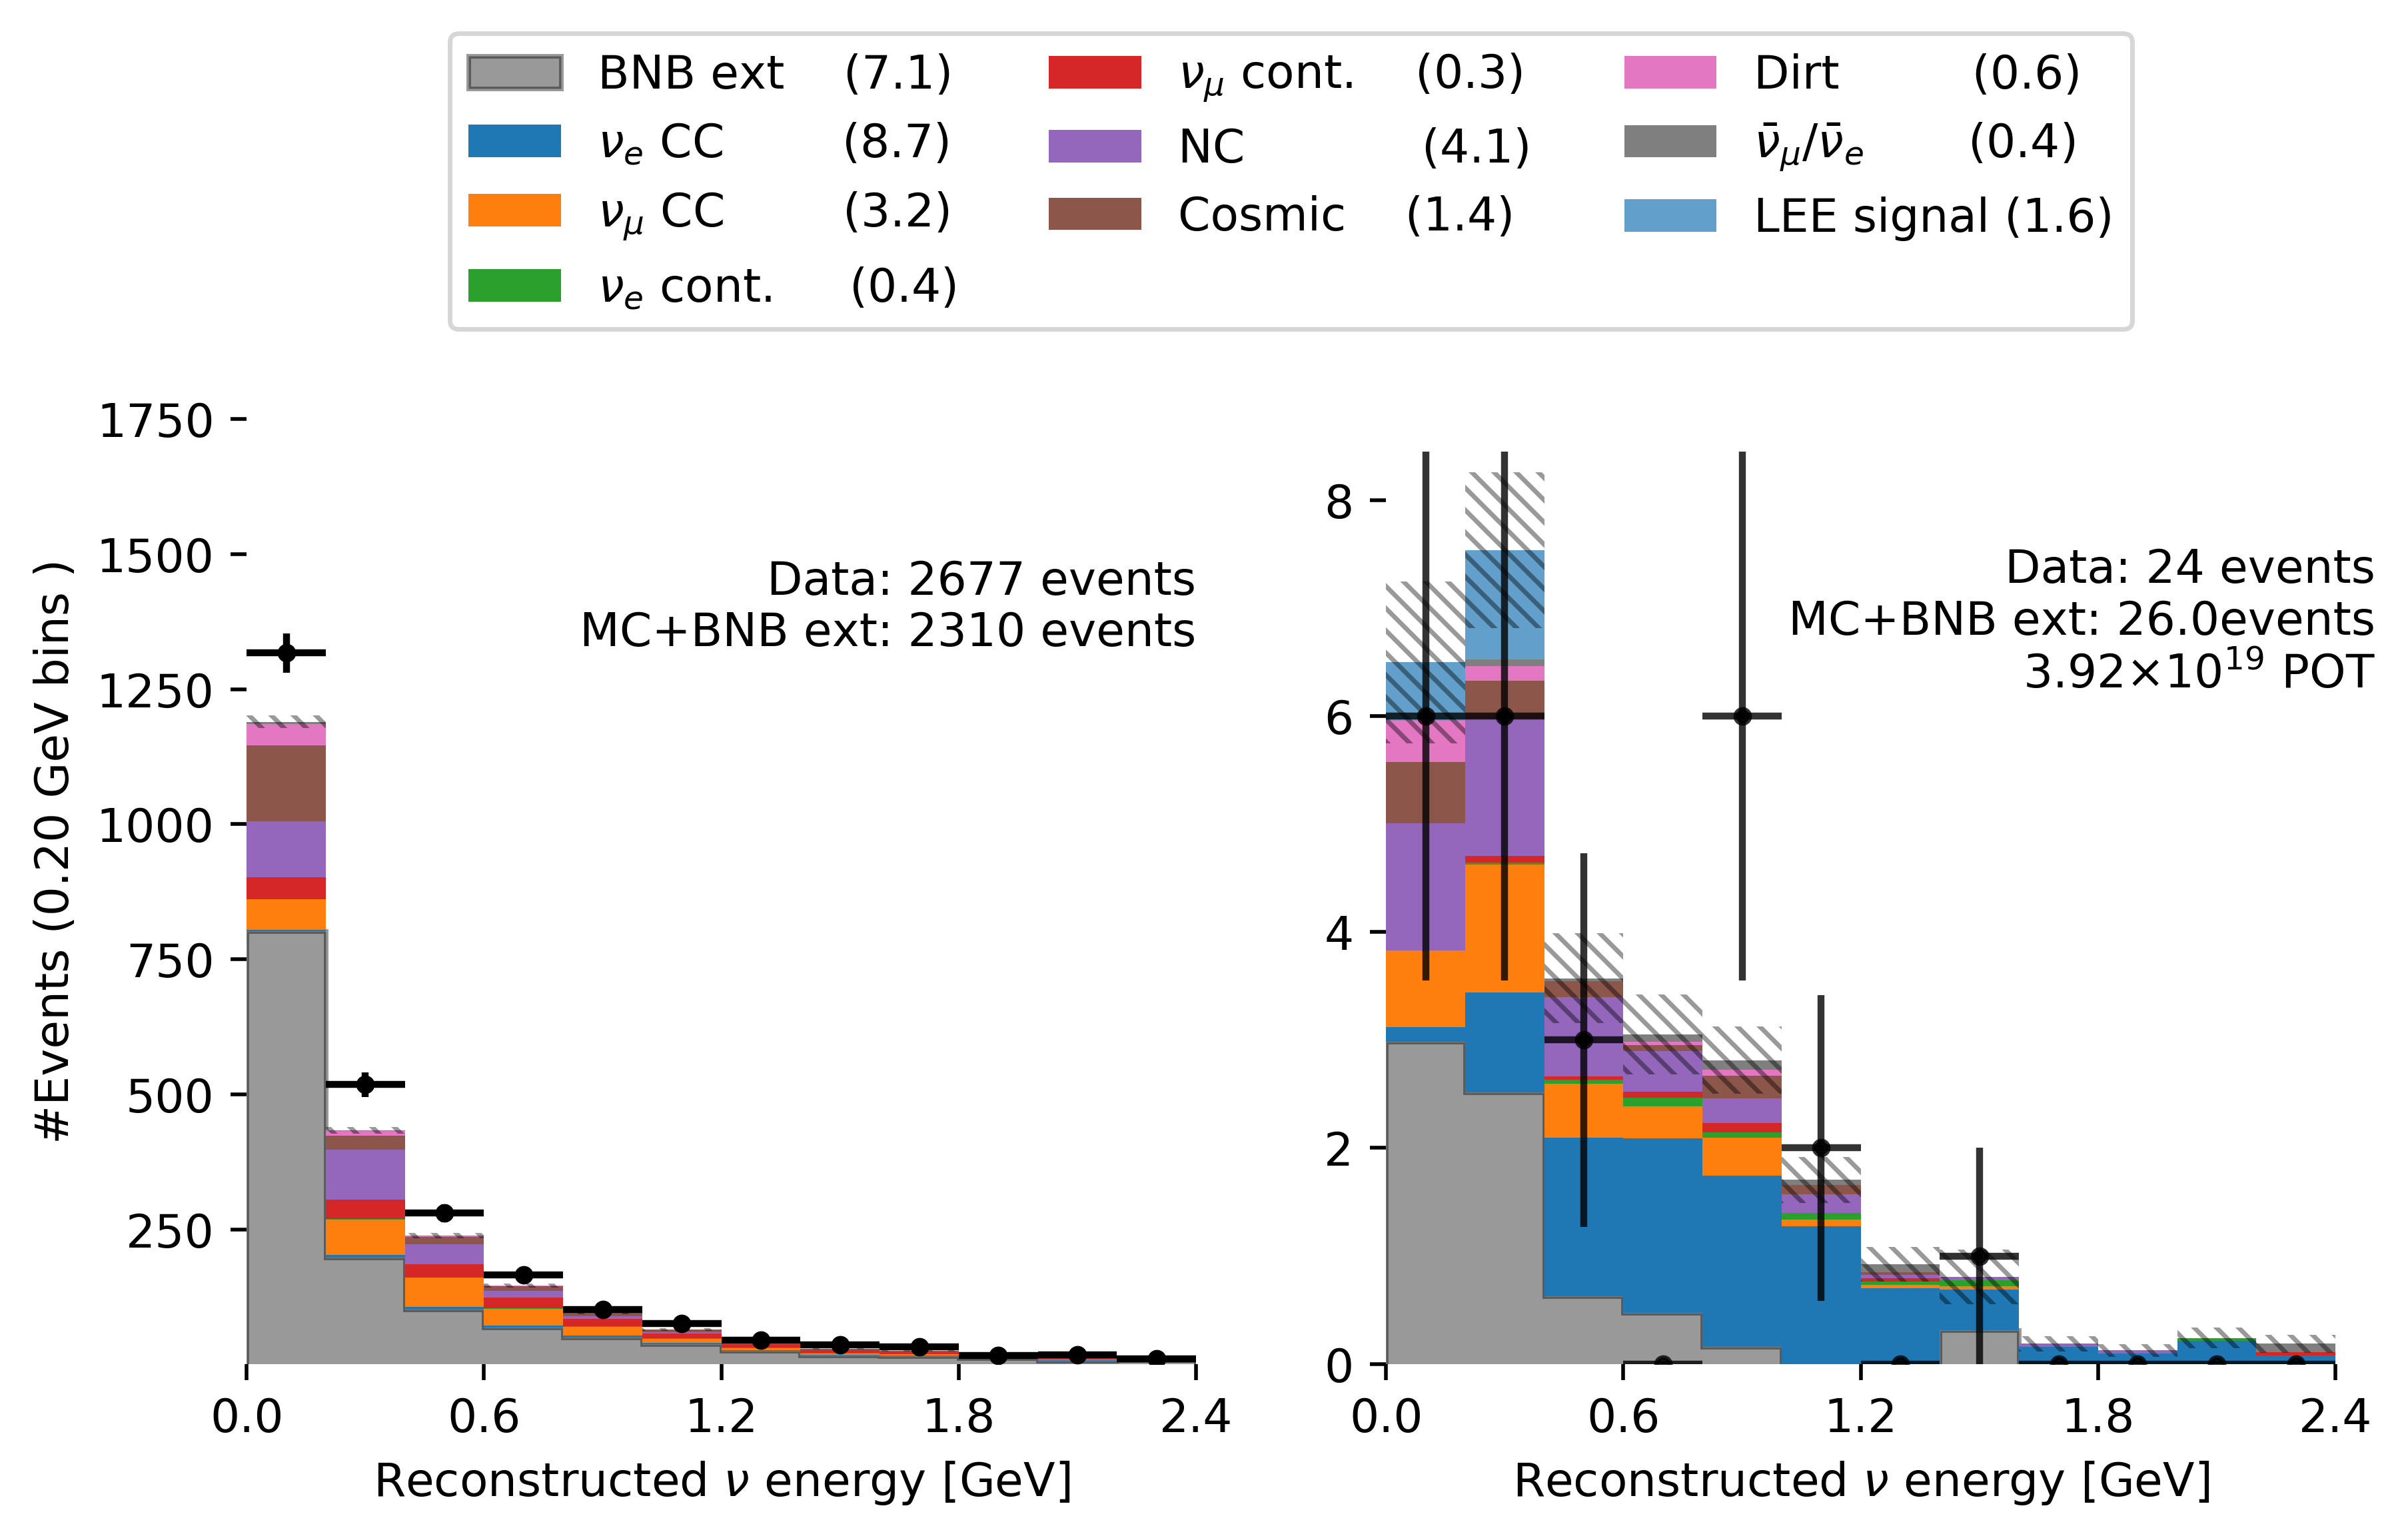 BNB ext (7.1)
νe CC (8.7)
νμ CC (3.2)
νe cont. (0.4)
νμ cont. (0.3)
NC (4.1)
Cosmic (1.4)
Dirt (0.6)
ν̄μ/ν̄e (0.4)
LEE signal (1.6)
#Events (0.20 GeV bins )
1750
1500
1250
1000
750
500
250
Data: 2677 events
MC+BNB ext: 2310 events
0.0 0.6 1.2 1.8 2.4
Reconstructed ν energy [GeV]
8
6
4
2
0
Data: 24 events
MC+BNB ext: 26.0events
3.92×10¹⁹ POT
0.0 0.6 1.2 1.8 2.4
Reconstructed ν energy [GeV]